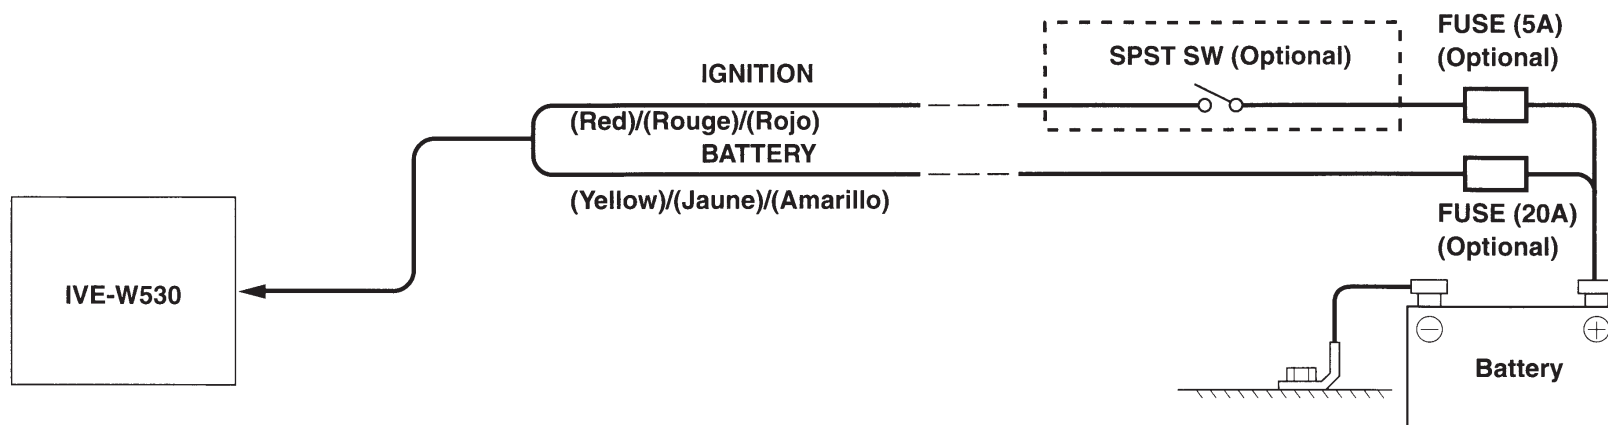 FUSE (5A)
(Optional)
SPST SW (Optional)
IGNITION
(Red)/(Rouge)/(Rojo)
BATTERY
(Yellow)/(Jaune)/(Amarillo)
FUSE (20A)
(Optional)
IVE-W530
Battery